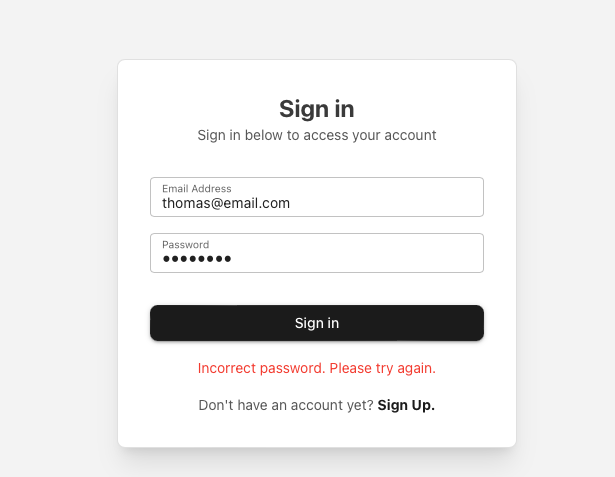 Sign in
Sign in below to access your account
Email Address
thomas@email.com
Password
••••••••
Sign in
Incorrect password. Please try again.
Don't have an account yet? Sign Up.